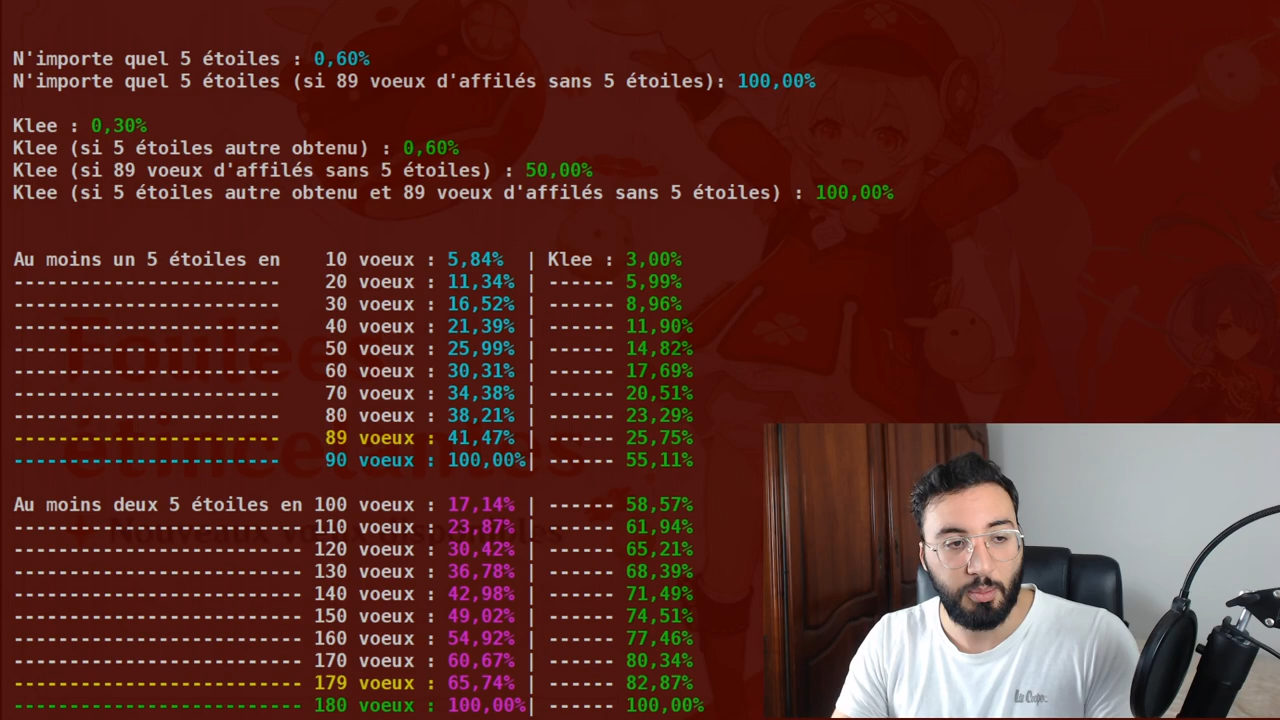 N'importe quel 5 étoiles : 0,60%
N'importe quel 5 étoiles (si 89 voeux d'affilés sans 5 étoiles): 100,00%
Klee : 0,30%
Klee (si 5 étoiles autre obtenu) : 0,60%
Klee (si 89 voeux d'affilés sans 5 étoiles) : 50,00%
Klee (si 5 étoiles autre obtenu et 89 voeux d'affilés sans 5 étoiles) : 100,00%
Au moins un 5 étoiles en 10 voeux : 5,84% | Klee : 3,00%
------------------------ 20 voeux : 11,34% | ------ 5,99%
------------------------ 30 voeux : 16,52% | ------ 8,96%
------------------------ 40 voeux : 21,39% | ------ 11,90%
------------------------ 50 voeux : 25,99% | ------ 14,82%
------------------------ 60 voeux : 30,31% | ------ 17,69%
------------------------ 70 voeux : 34,38% | ------ 20,51%
------------------------ 80 voeux : 38,21% | ------ 23,29%
------------------------ 89 voeux : 41,47% | ------ 25,75%
------------------------ 90 voeux : 100,00%| ------ 55,11%
Au moins deux 5 étoiles en 100 voeux : 17,14% | ------ 58,57%
-------------------------- 110 voeux : 23,87% | ------ 61,94%
-------------------------- 120 voeux : 30,42% | ------ 65,21%
-------------------------- 130 voeux : 36,78% | ------ 68,39%
-------------------------- 140 voeux : 42,98% | ------ 71,49%
-------------------------- 150 voeux : 49,02% | ------ 74,51%
-------------------------- 160 voeux : 54,92% | ------ 77,46%
-------------------------- 170 voeux : 60,67% | ------ 80,34%
-------------------------- 179 voeux : 65,74% | ------ 82,87%
-------------------------- 180 voeux : 100,00%| ------ 100,00%